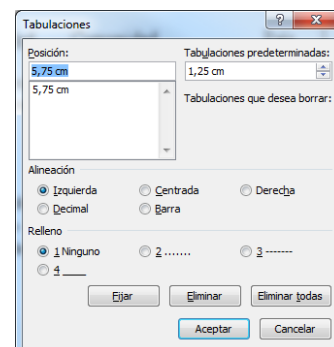 Tabulaciones
Posición:
Tabulaciones predeterminadas:
5,75 cm
1,25 cm
5,75 cm
Tabulaciones que desea borrar:
Alineación
Izquierda
Centrada
Derecha
Decimal
Barra
Relleno
1 Ninguno
2 .......
3 -------
4 ____
Fijar
Eliminar
Eliminar todas
Aceptar
Cancelar